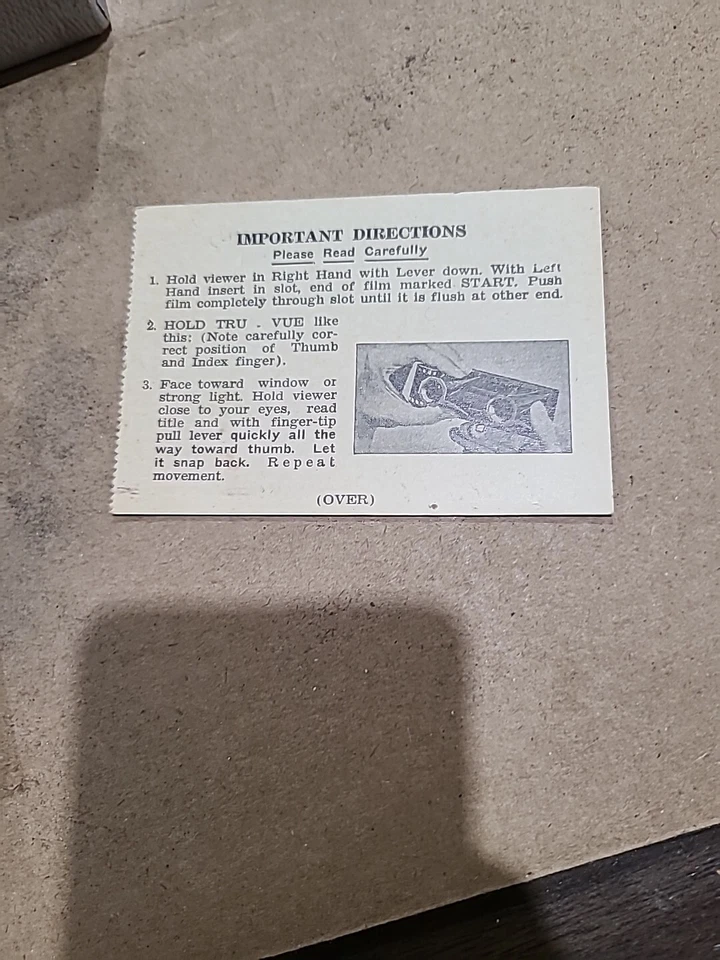 IMPORTANT DIRECTIONS
Please Read Carefully
1. Hold viewer in Right Hand with Lever down. With Left
Hand insert in slot, end of film marked START. Push
film completely through slot until it is flush at other end.
2. HOLD TRU - VUE like
this: (Note carefully cor-
rect position of Thumb
and Index finger).
3. Face toward window or
strong light. Hold viewer
close to your eyes, read
title and with finger-tip
pull lever quickly all the
way toward thumb. Let
it snap back. Repeat
movement.
(OVER)